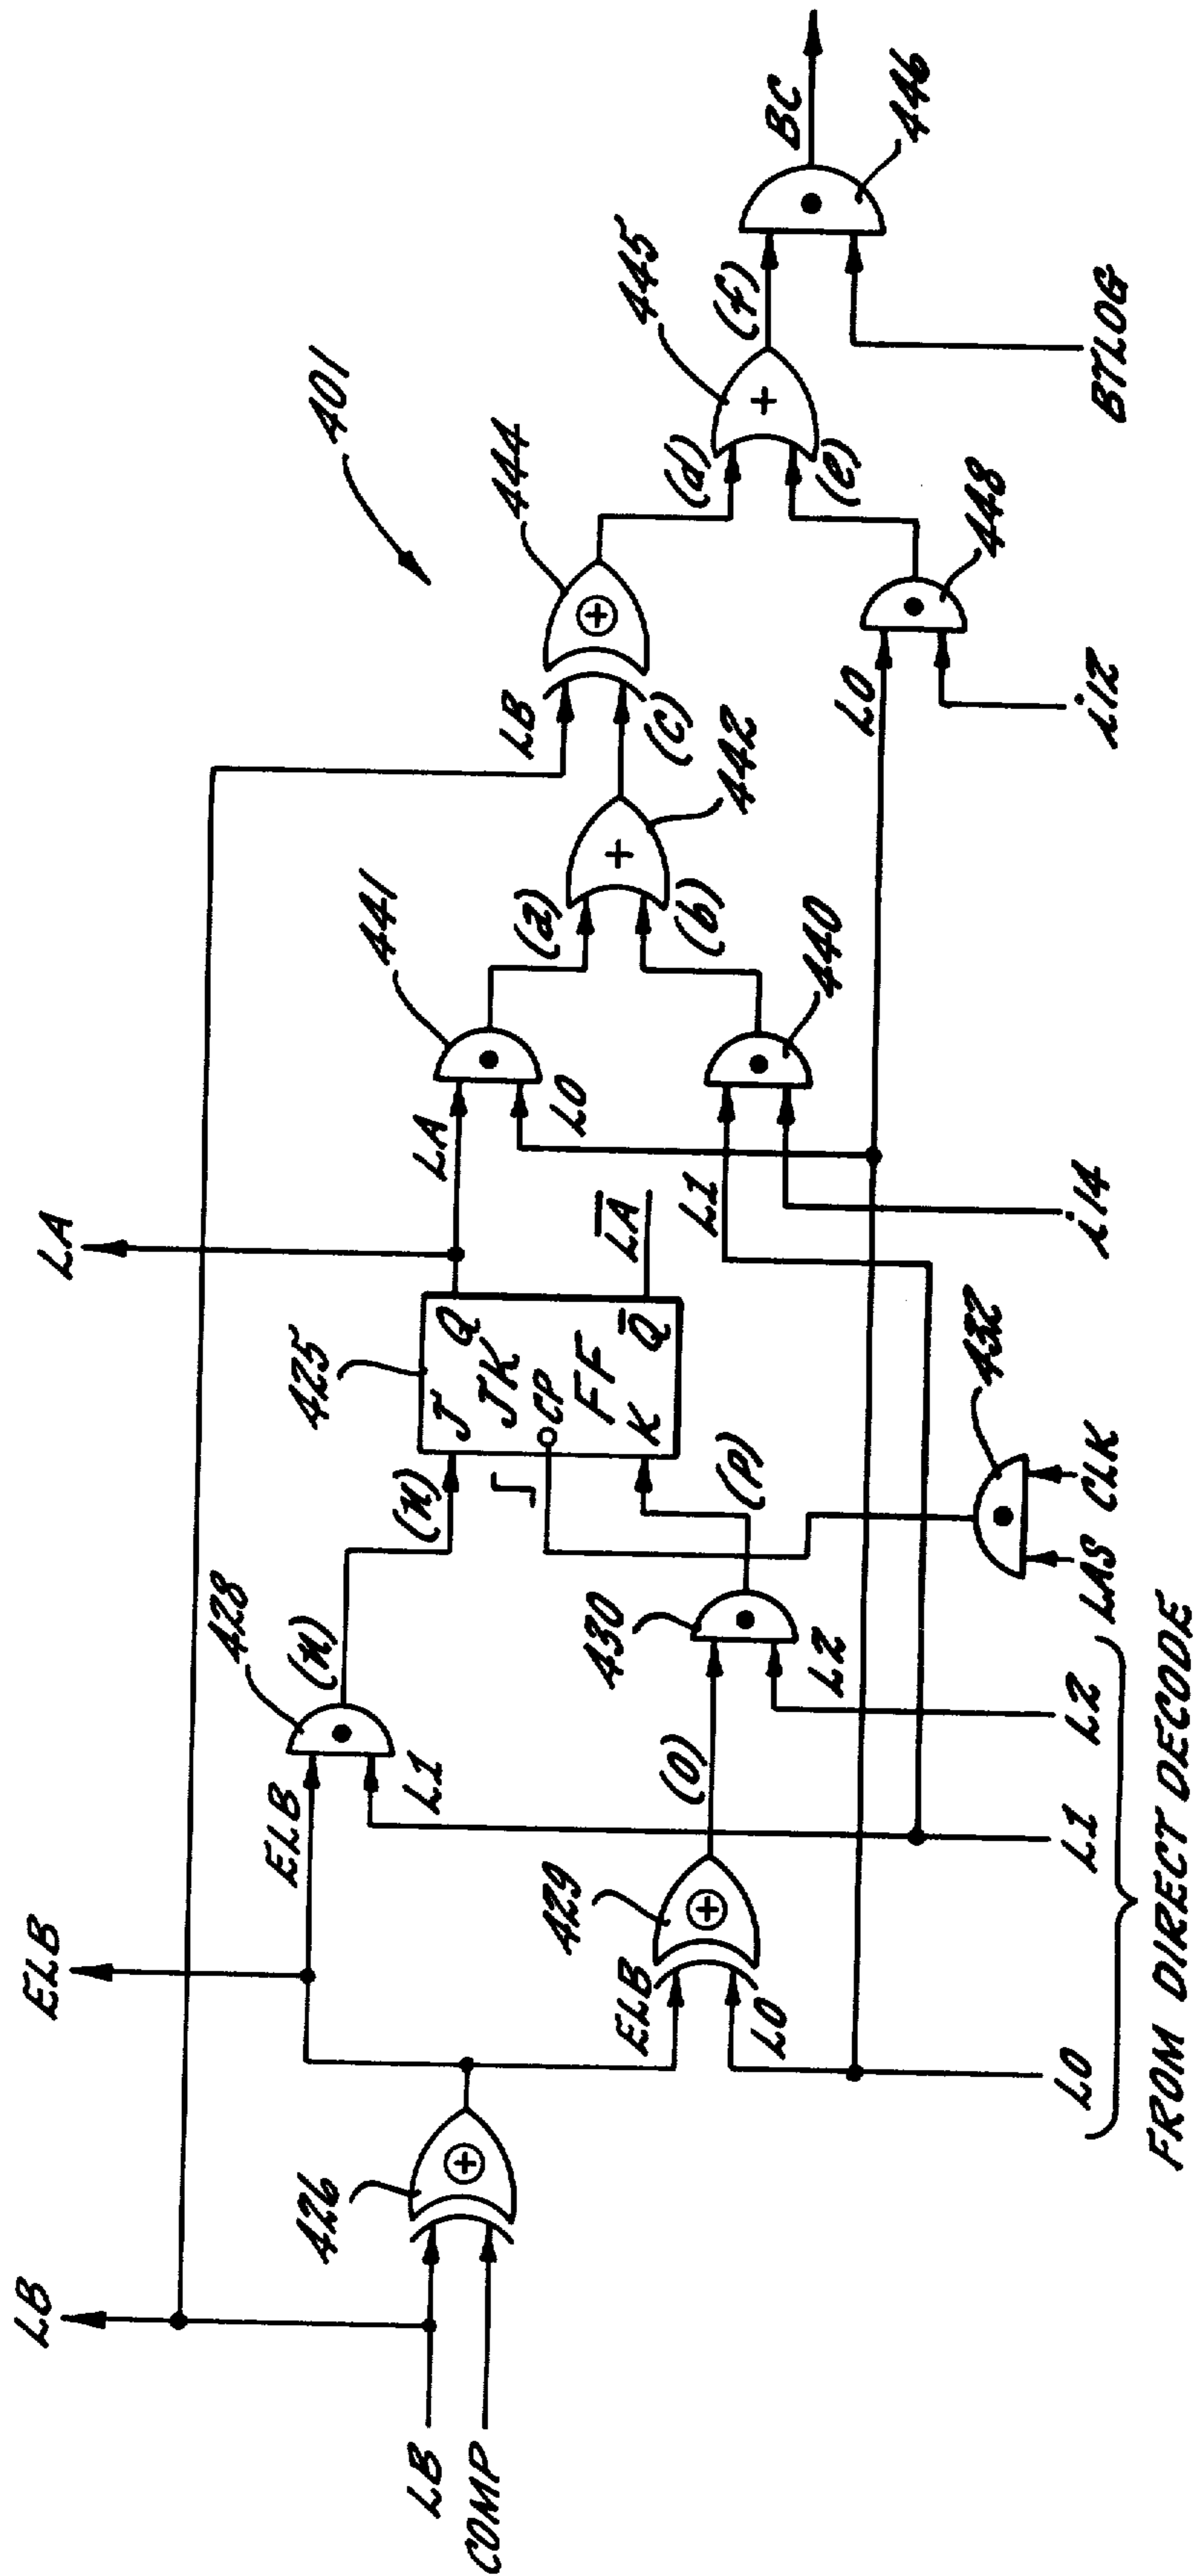 LB
ELB
LA
401
LB
COMP
426
ELB
L1
428
(N)
(N)
425
J
Q
JK
CP
FF
K
Q̅
LA
L̅A̅
441
L0
(a)
442
(b)
(c)
LB
444
(d)
445
(e)
(f)
446
BC
ELB
L0
429
(O)
430
L2
(P)
L1
440
L0
448
L0
L1
L2
LAS
CLK
432
i14
i12
BTLOG
FROM DIRECT DECODE